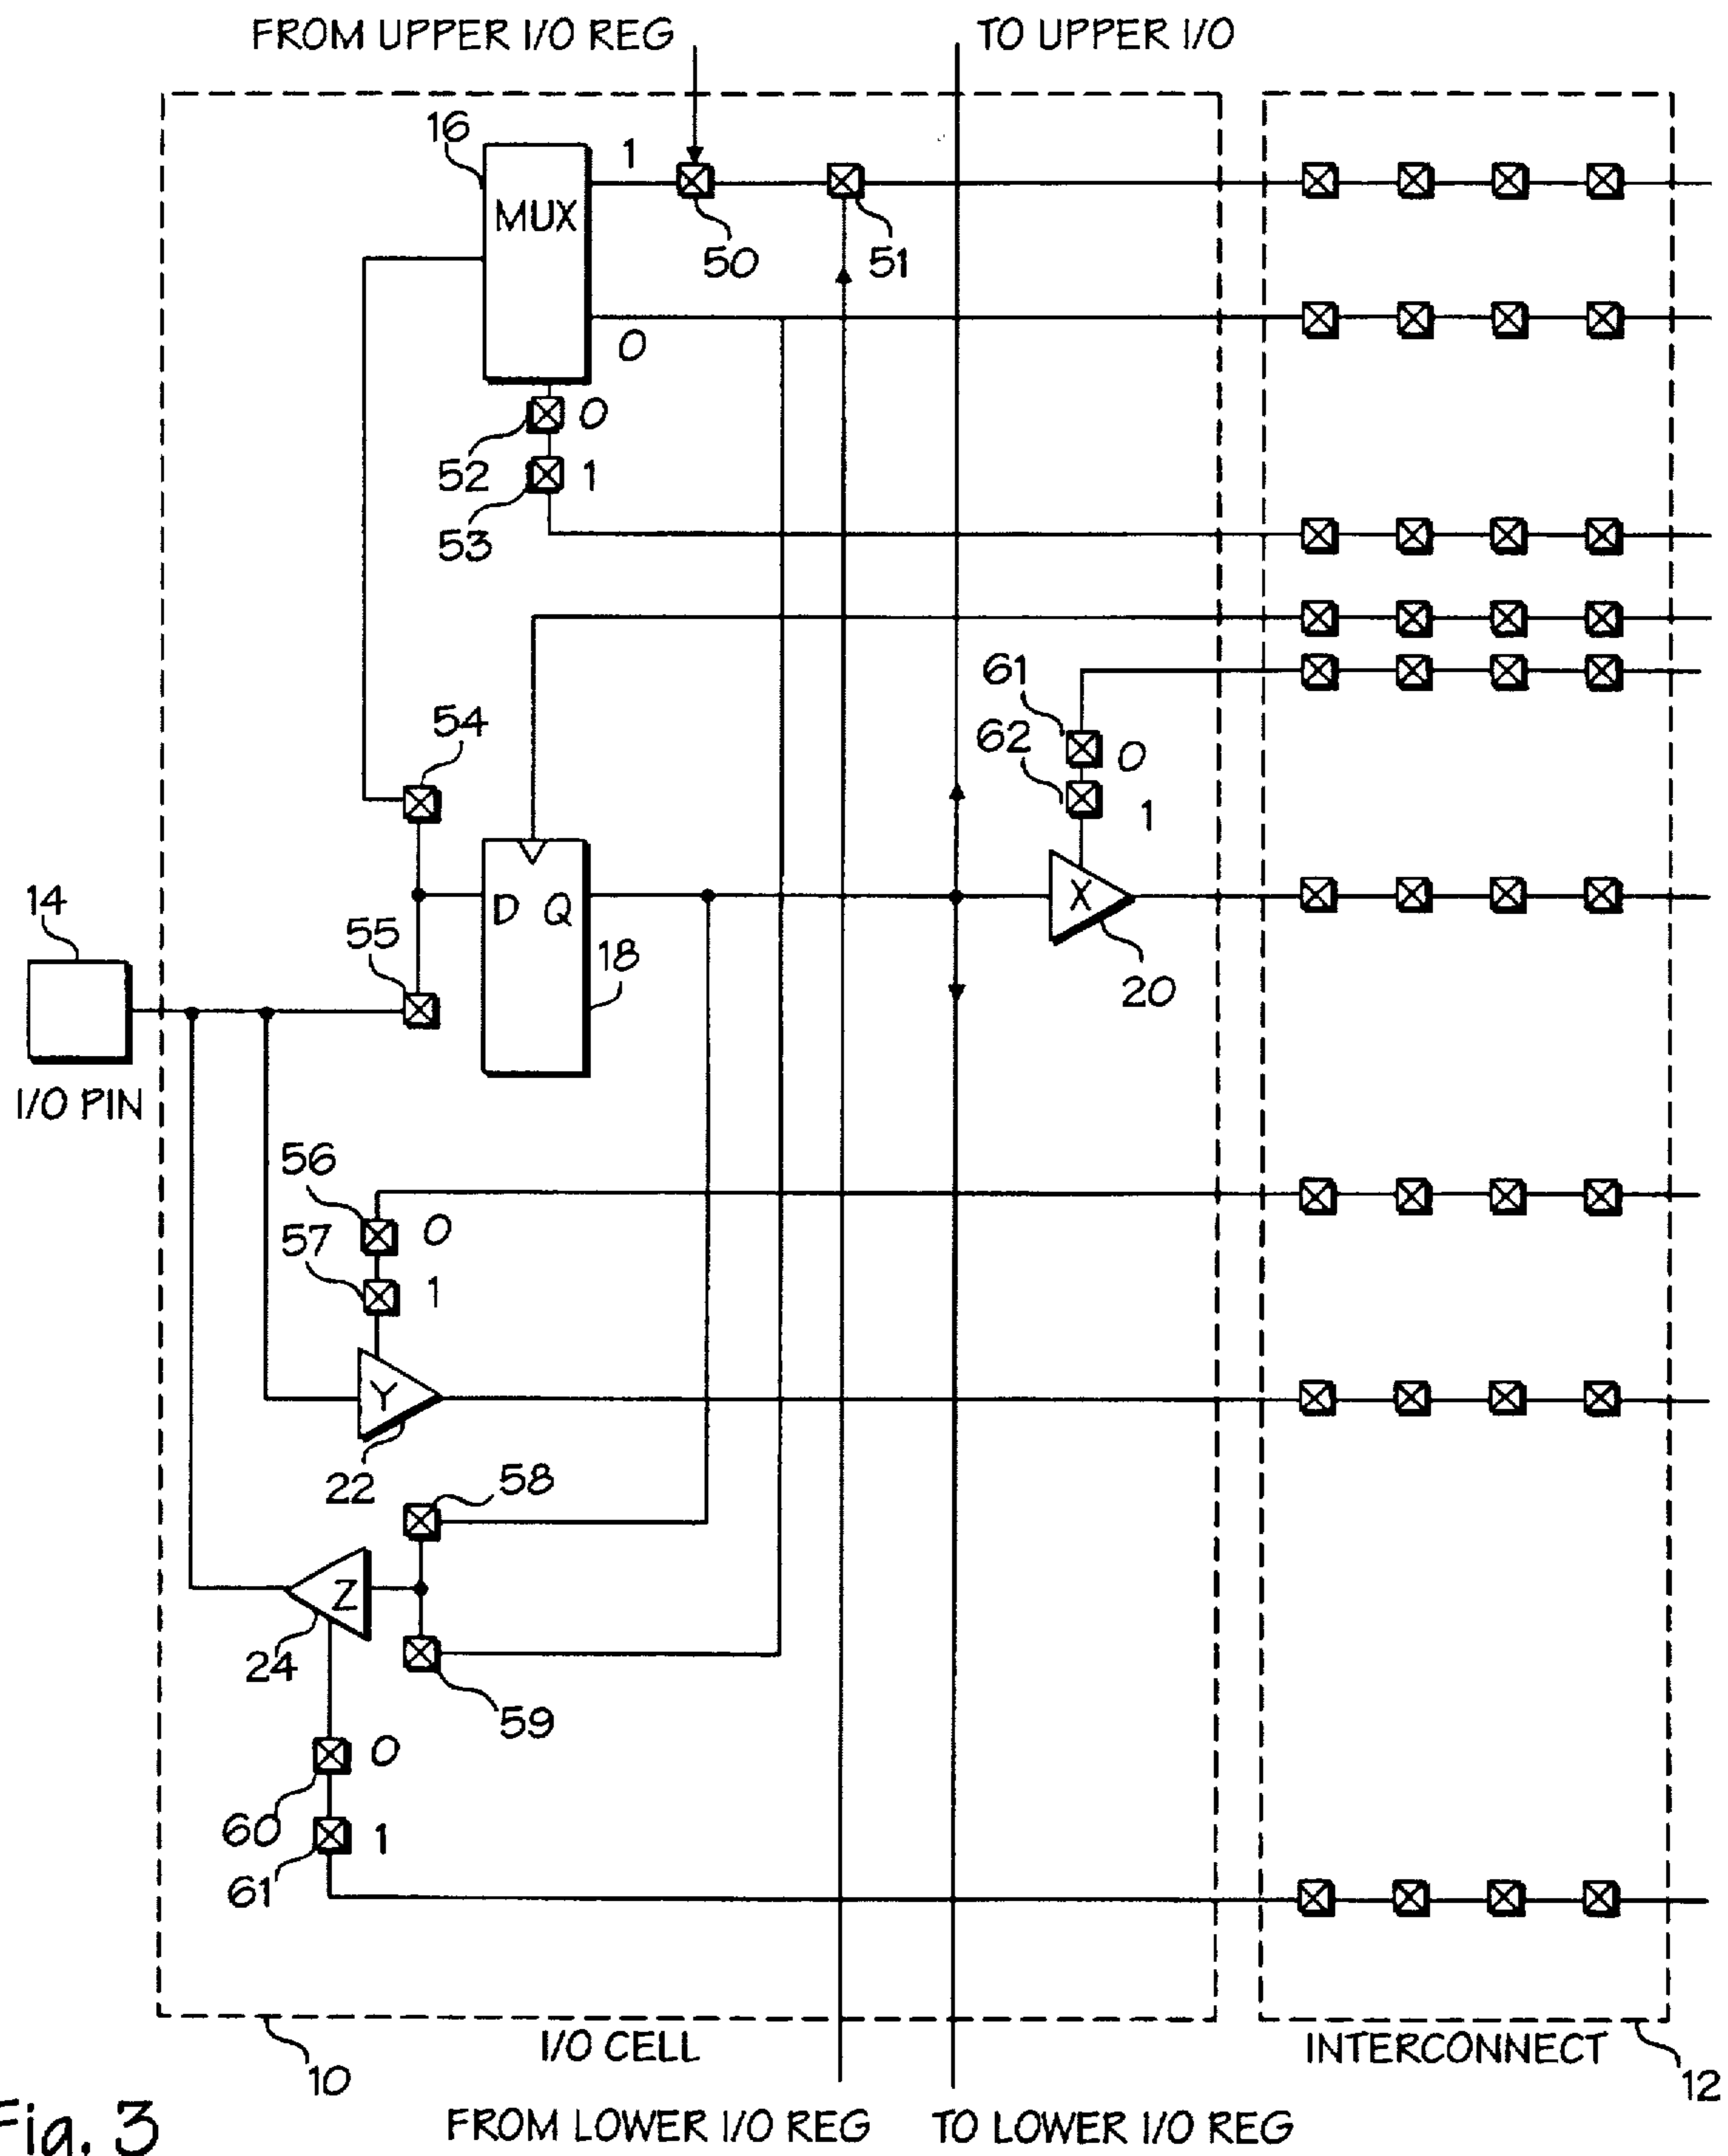 FROM UPPER I/O REG
TO UPPER I/O
16
1
MUX
50
51
0
0
52
1
53
61
54
62
0
1
14
D Q
55
18
20
I/O PIN
X
56
0
57
1
Y
22
58
Z
24
59
0
60
1
61
I/O CELL
INTERCONNECT
10
12
Fig. 3
FROM LOWER I/O REG
TO LOWER I/O REG